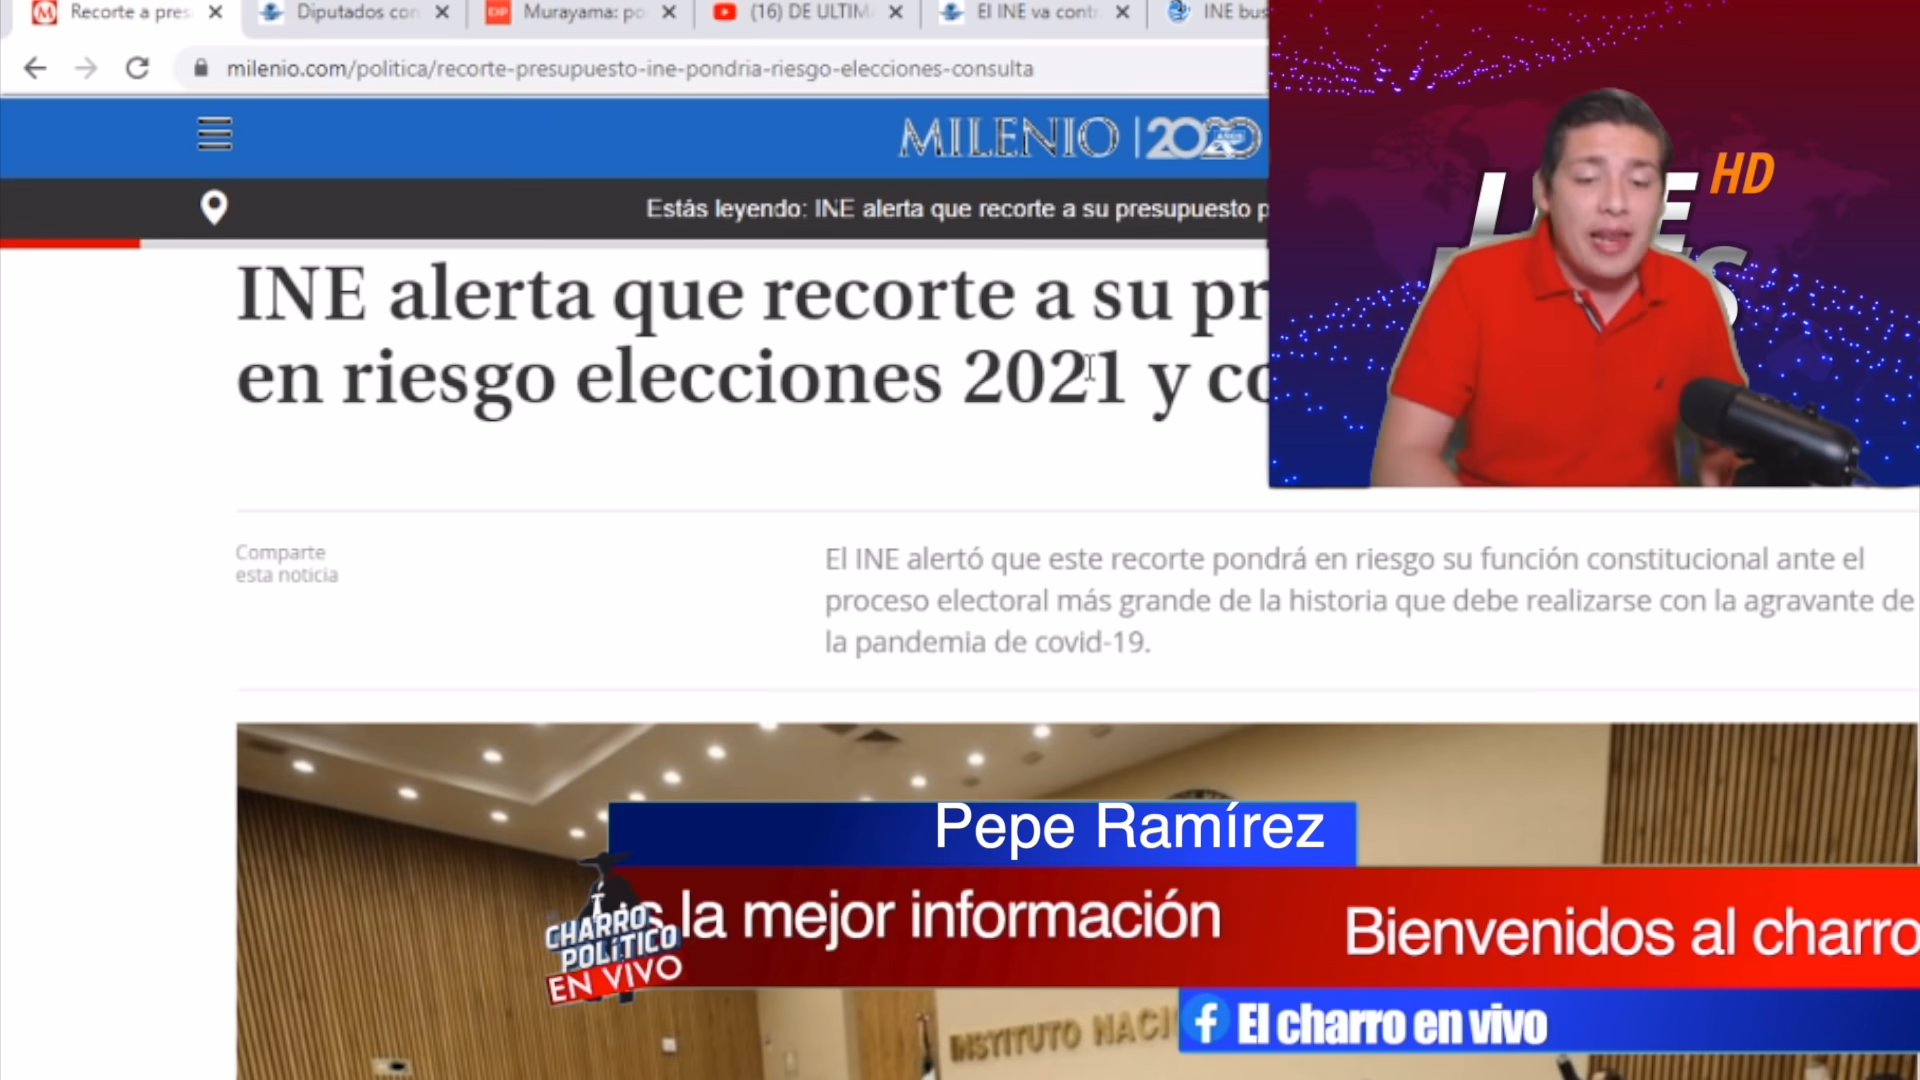 Recorte a pres
Diputados con
EXP
Murayama: po
(16) DE ULTIM
El INE va contr
INE bus
milenio.com/politica/recorte-presupuesto-ine-pondria-riesgo-elecciones-consulta
MILENIO | 2020
HD
Estás leyendo: INE alerta que recorte a su presupuesto p
INE alerta que recorte a su pr
en riesgo elecciones 2021 y co
Comparte
esta noticia
El INE alertó que este recorte pondrá en riesgo su función constitucional ante el
proceso electoral más grande de la historia que debe realizarse con la agravante de
la pandemia de covid-19.
Pepe Ramírez
la mejor información
Bienvenidos al charro
CHARRO
POLÍTICO
EN VIVO
INSTITUTO NACI
El charro en vivo